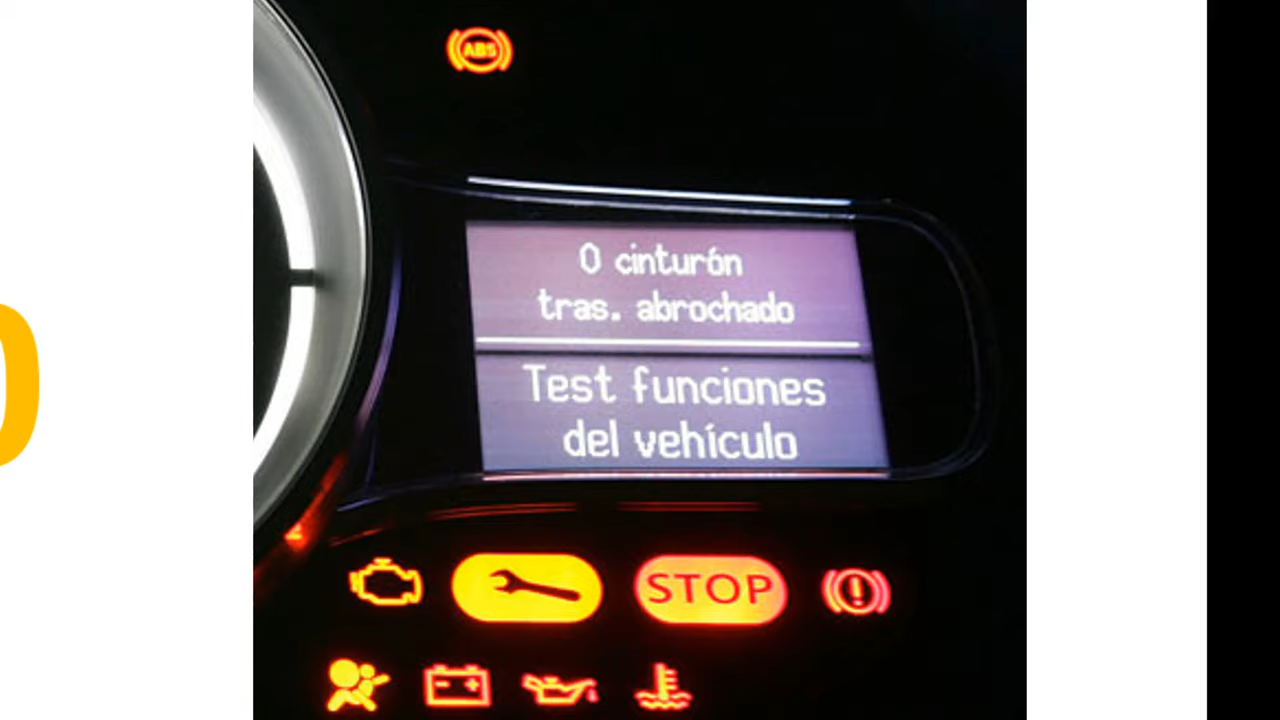 ABS
0 cinturón
tras. abrochado
Test funciones
del vehículo
STOP